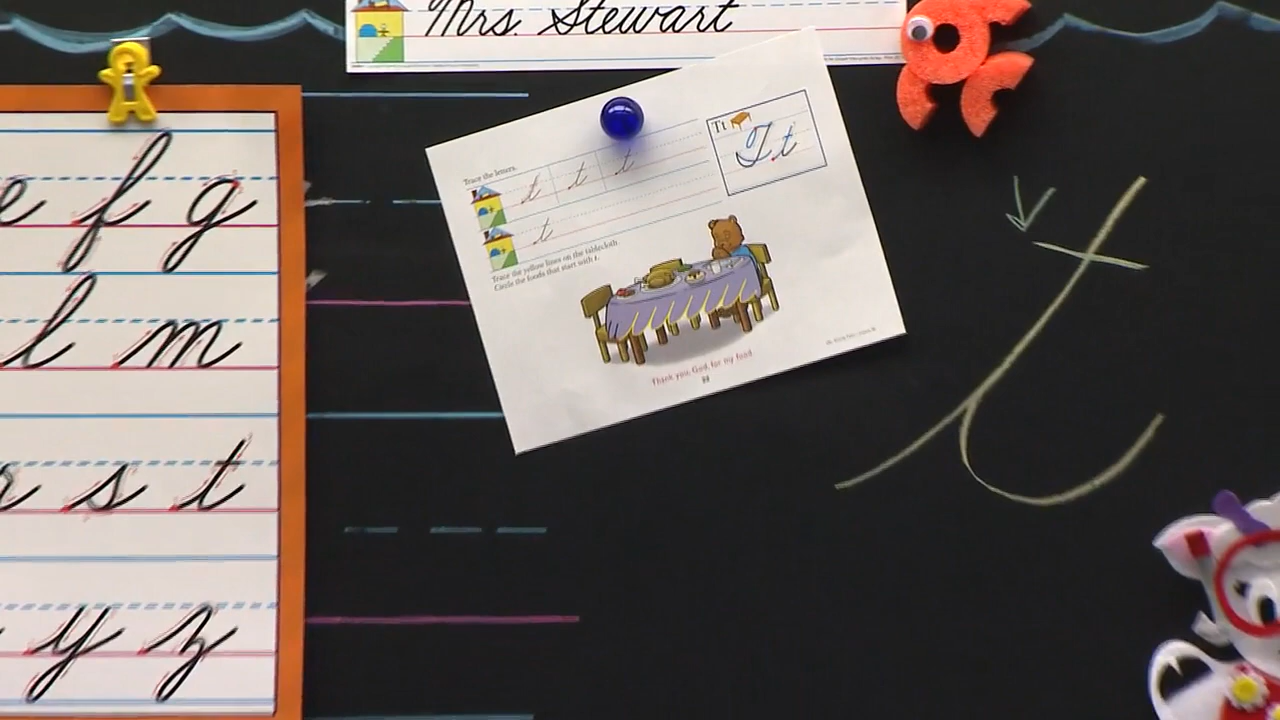 Mrs. Stewart
Trace the letters.
t t t
t
Tt
T t
Trace the yellow lines on the tablecloth.
Circle the foods that start with t.
Thank you, God, for my food.
88
e f g
l m
r s t
y z
t